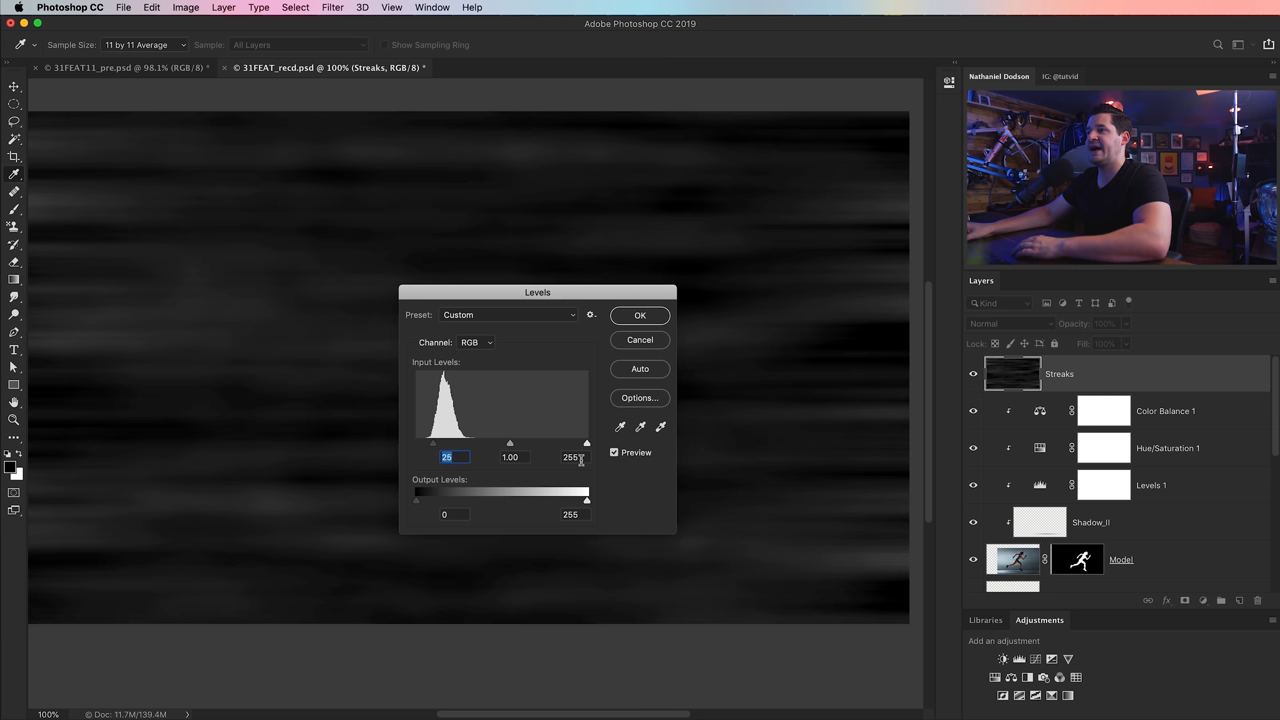 Photoshop CC File Edit Image Layer Type Select Filter 3D View Window Help
Adobe Photoshop CC 2019
Sample Size: 11 by 11 Average Sample: All Layers Show Sampling Ring
× © 31FEAT11_pre.psd @ 98.1% (RGB/8) * × © 31FEAT_recd.psd @ 100% (Streaks, RGB/8) *
Nathaniel Dodson IG: @tutvid
Layers
Kind
Normal Opacity: 100%
Lock: Fill: 100%
Streaks
Color Balance 1
Hue/Saturation 1
Levels 1
Shadow_II
Model
Libraries Adjustments
Add an adjustment
Levels
Preset: Custom
OK
Channel: RGB
Cancel
Input Levels:
Auto
Options...
25 1.00 255
Preview
Output Levels:
0 255
100% © Doc: 11.7M/139.4M